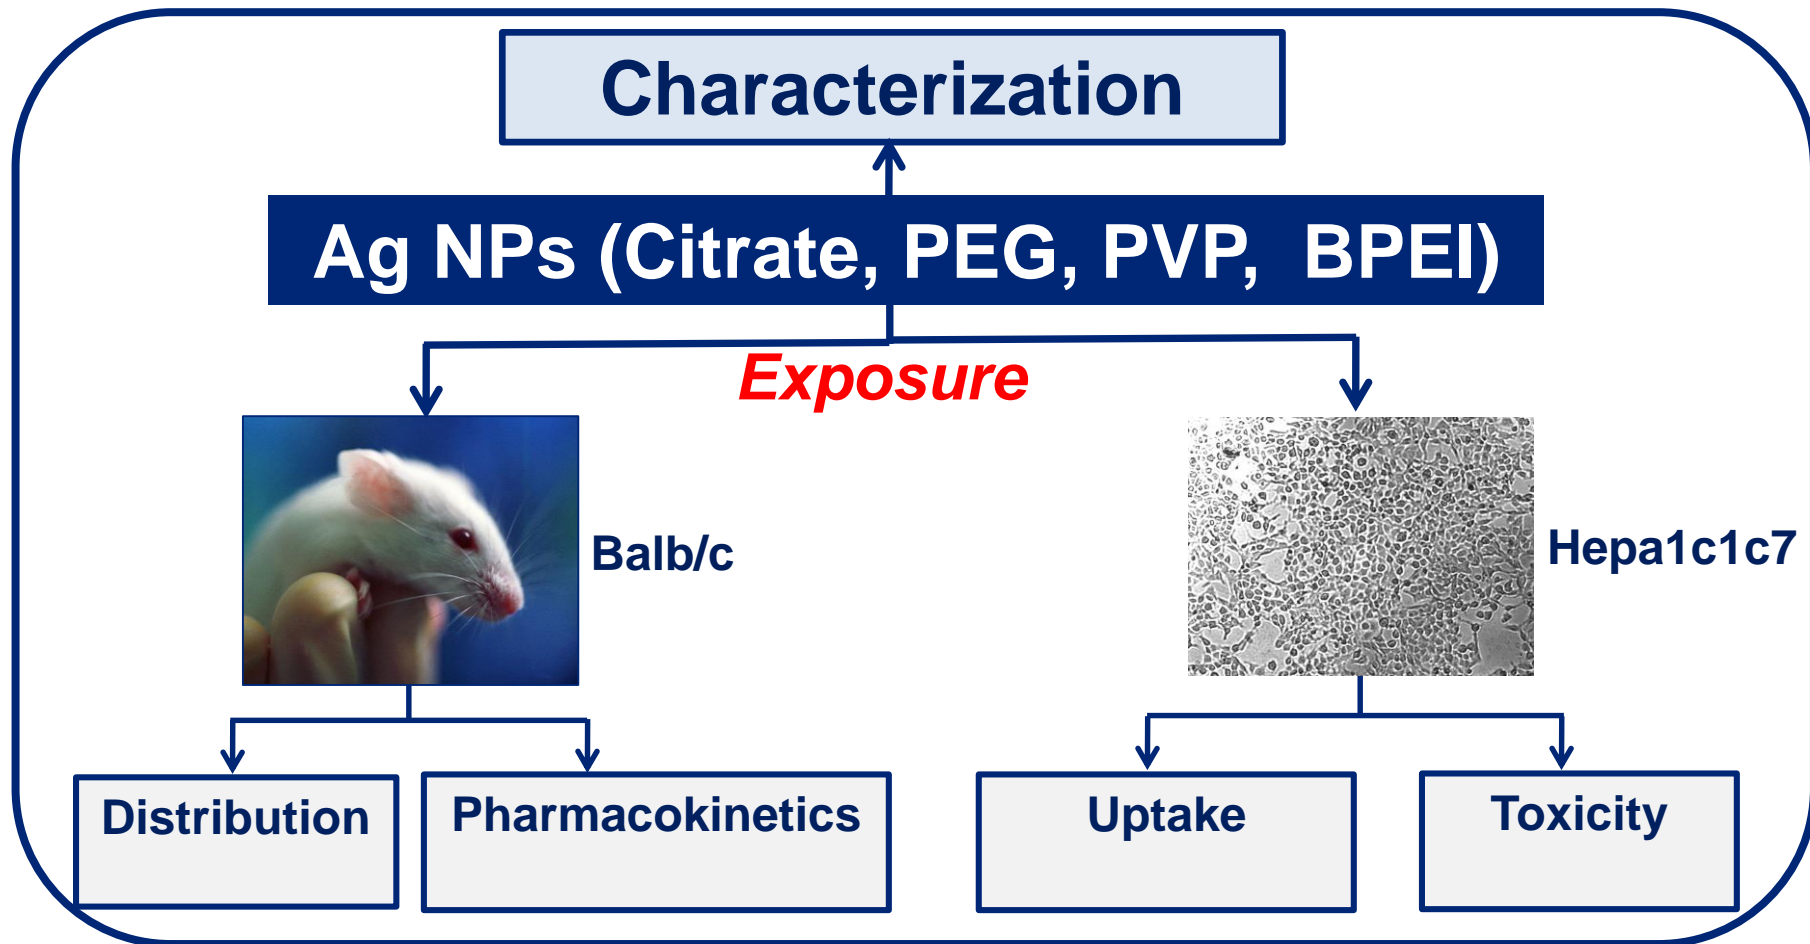 Characterization
Ag NPs (Citrate, PEG, PVP, BPEI)
Exposure
Balb/c
Hepa1c1c7
Distribution
Pharmacokinetics
Uptake
Toxicity